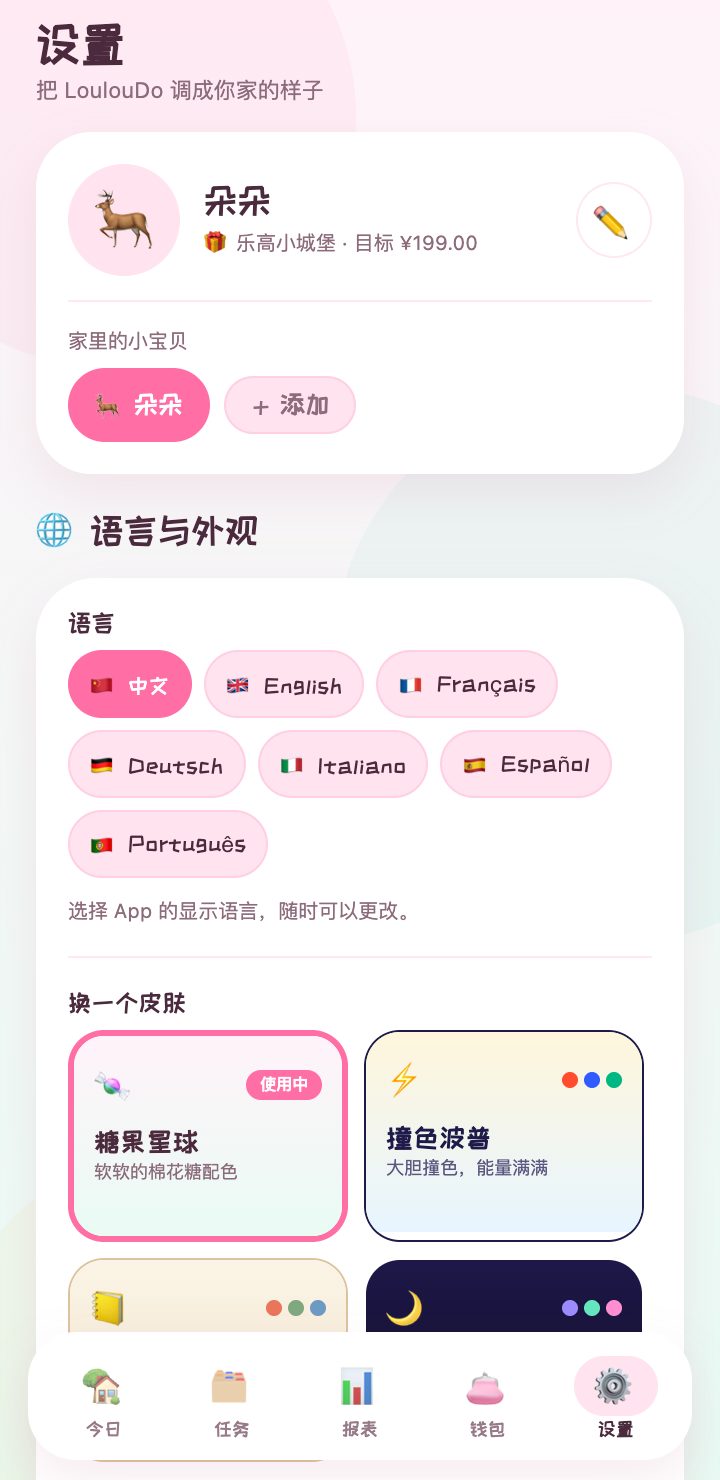 设置
把 LoulouDo 调成你家的样子
朵朵
乐高小城堡 · 目标 ¥199.00
家里的小宝贝
朵朵
+ 添加
语言与外观
语言
中文
English
Français
Deutsch
Italiano
Español
Português
选择 App 的显示语言，随时可以更改。
换一个皮肤
使用中
糖果星球
软软的棉花糖配色
撞色波普
大胆撞色，能量满满
今日
任务
报表
钱包
设置